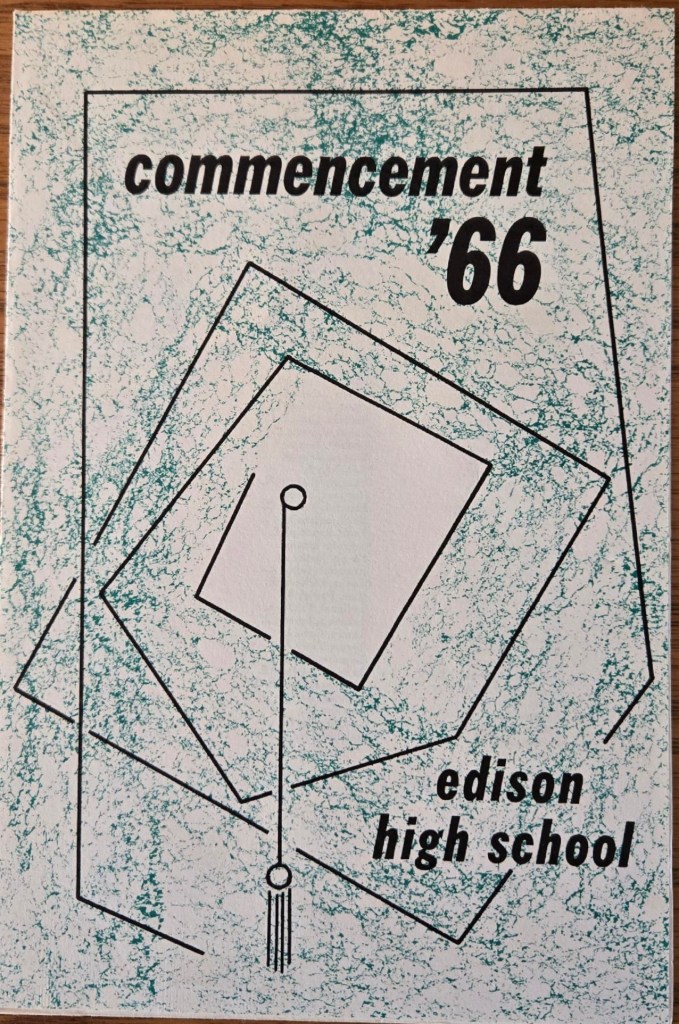 commencement
’66
edison
high school